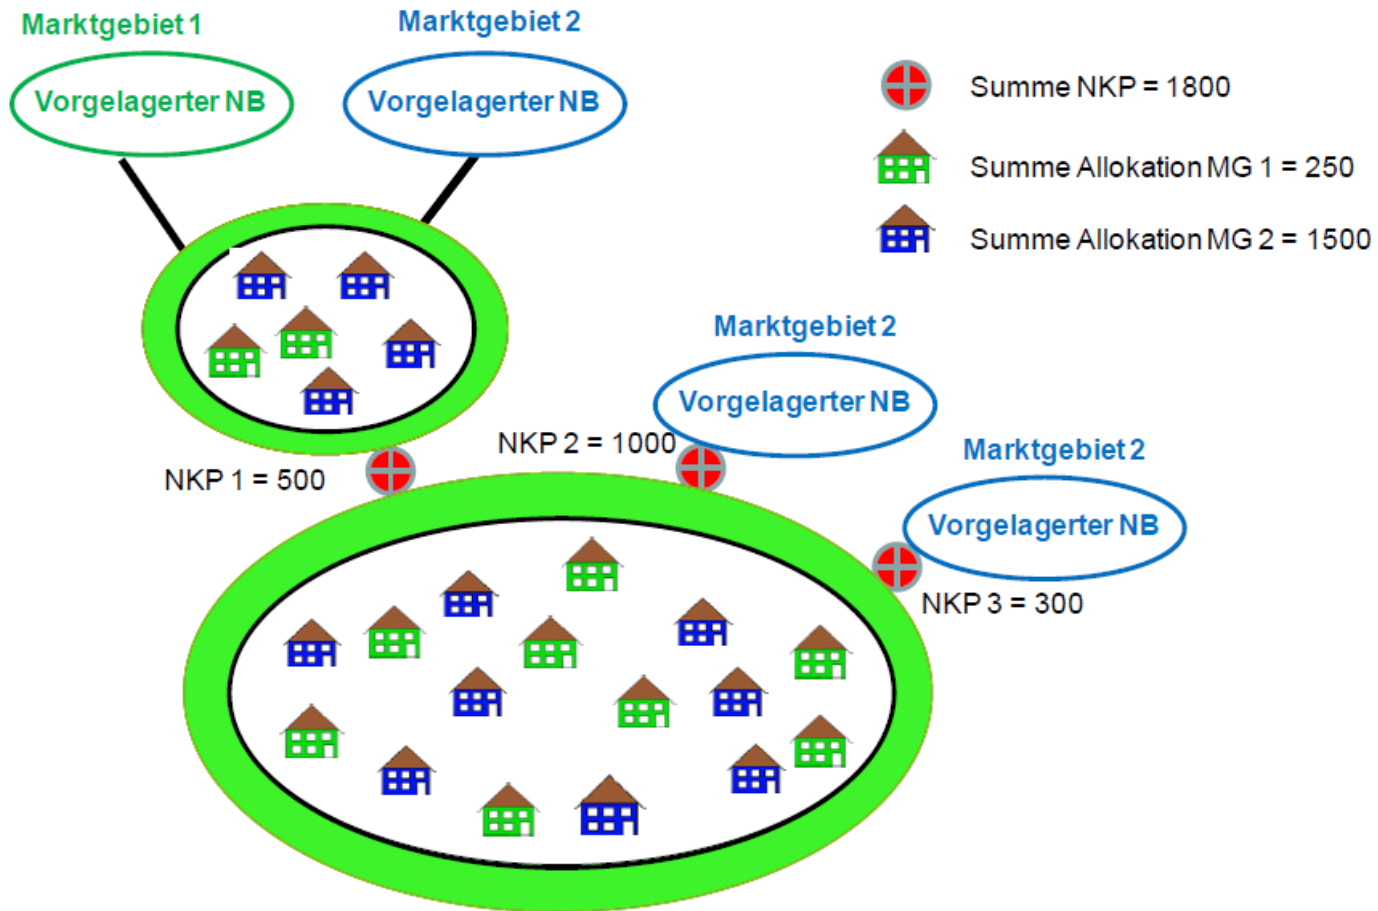 Marktgebiet 1
Marktgebiet 2
Vorgelagerter NB
Vorgelagerter NB
Summe NKP = 1800
Summe Allokation MG 1 = 250
Summe Allokation MG 2 = 1500
Marktgebiet 2
Vorgelagerter NB
NKP 2 = 1000
NKP 1 = 500
Marktgebiet 2
Vorgelagerter NB
NKP 3 = 300